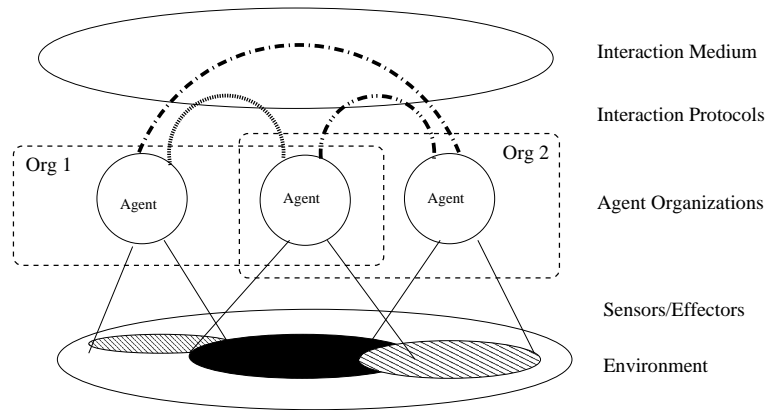 Interaction Medium
Interaction Protocols
Org 1
Org 2
Agent
Agent
Agent
Agent Organizations
Sensors/Effectors
Environment